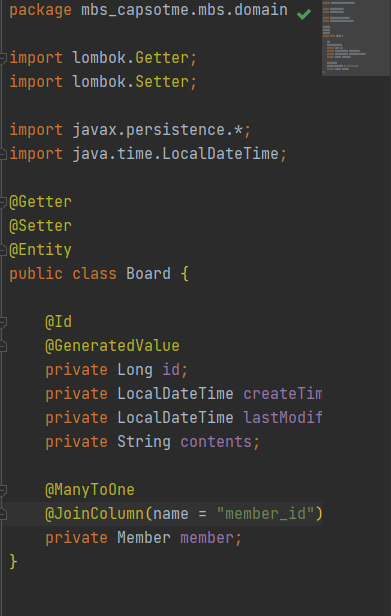 package mbs_capsotme.mbs.domain
import lombok.Getter;
import lombok.Setter;
import javax.persistence.*;
import java.time.LocalDateTime;
@Getter
@Setter
@Entity
public class Board {
@Id
@GeneratedValue
private Long id;
private LocalDateTime createTim
private LocalDateTime lastModif
private String contents;
@ManyToOne
@JoinColumn(name = "member_id")
private Member member;
}